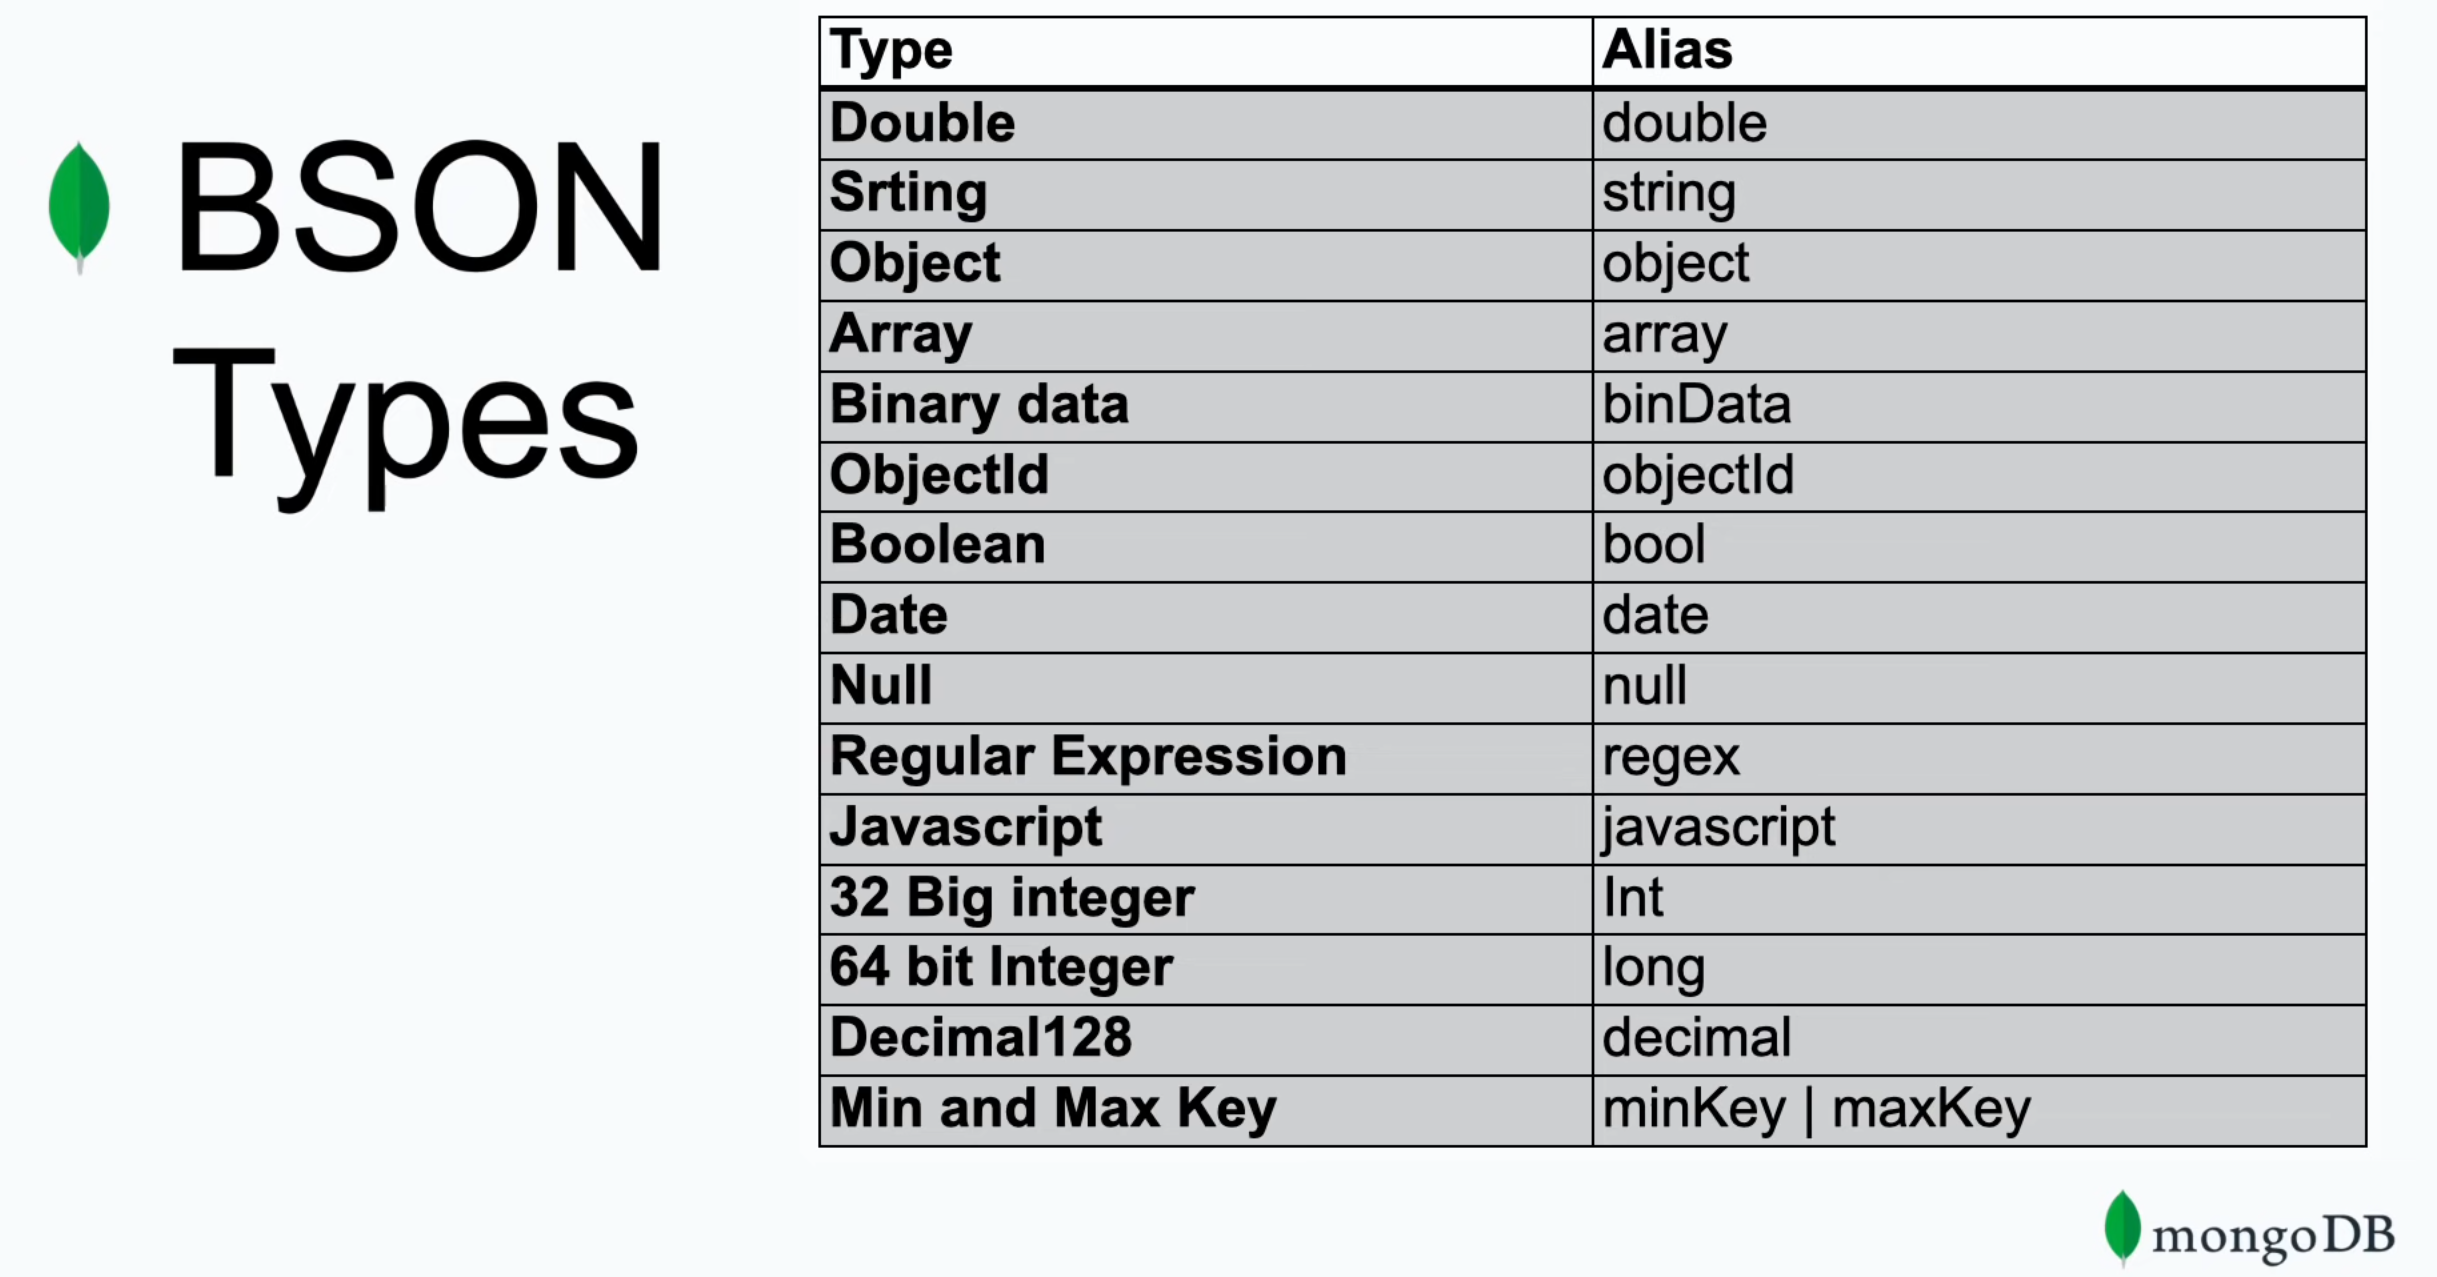 BSON
Types
Type Alias
Double double
Srting string
Object object
Array array
Binary data binData
ObjectId objectId
Boolean bool
Date date
Null null
Regular Expression regex
Javascript javascript
32 Big integer Int
64 bit Integer long
Decimal128 decimal
Min and Max Key minKey | maxKey
mongoDB